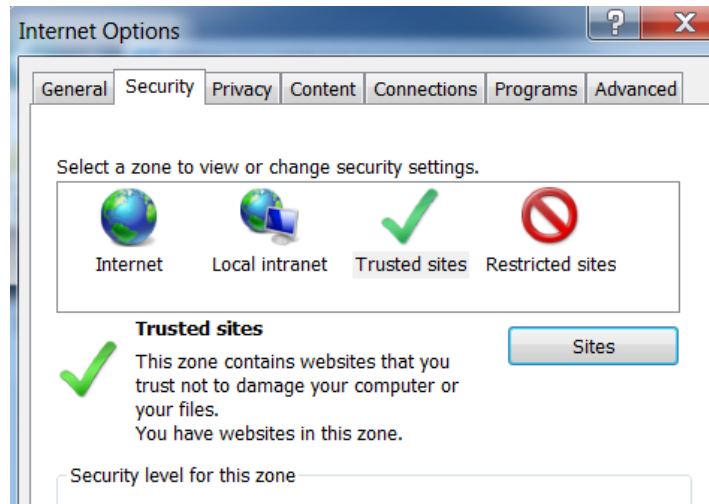 Internet Options
General Security Privacy Content Connections Programs Advanced
Select a zone to view or change security settings.
Internet Local intranet Trusted sites Restricted sites
Trusted sites
Sites
This zone contains websites that you
trust not to damage your computer or
your files.
You have websites in this zone.
Security level for this zone